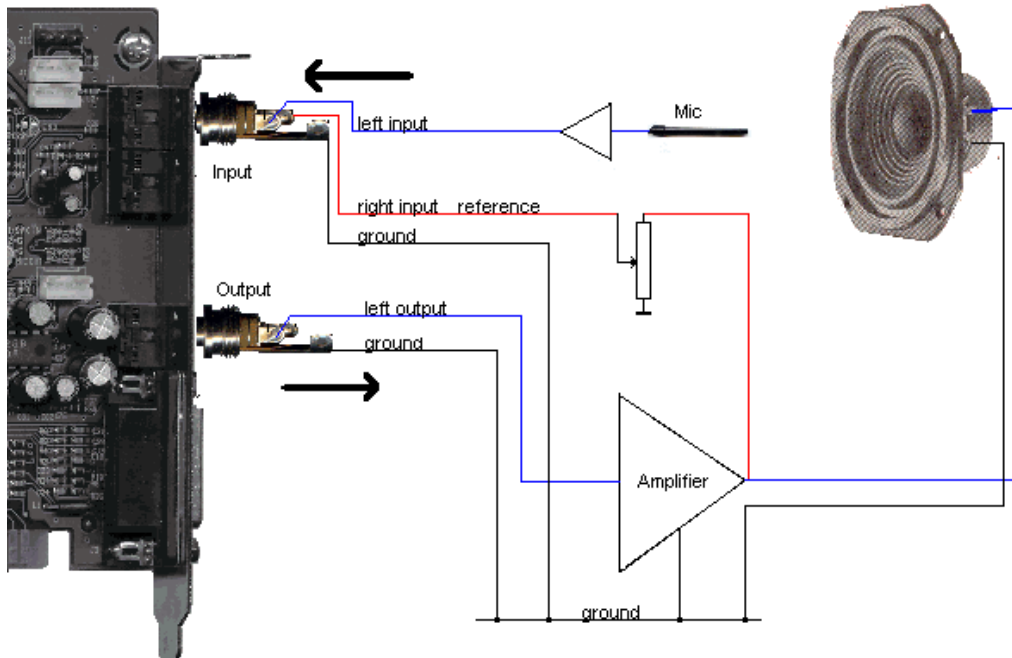 Mic
left input
Input
right input reference
ground
Output
left output
ground
Amplifier
ground